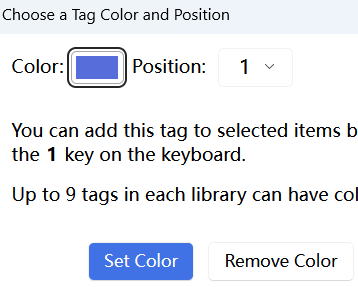 Choose a Tag Color and Position
Color: Position: 1
You can add this tag to selected items b
the 1 key on the keyboard.
Up to 9 tags in each library can have col
Set Color Remove Color